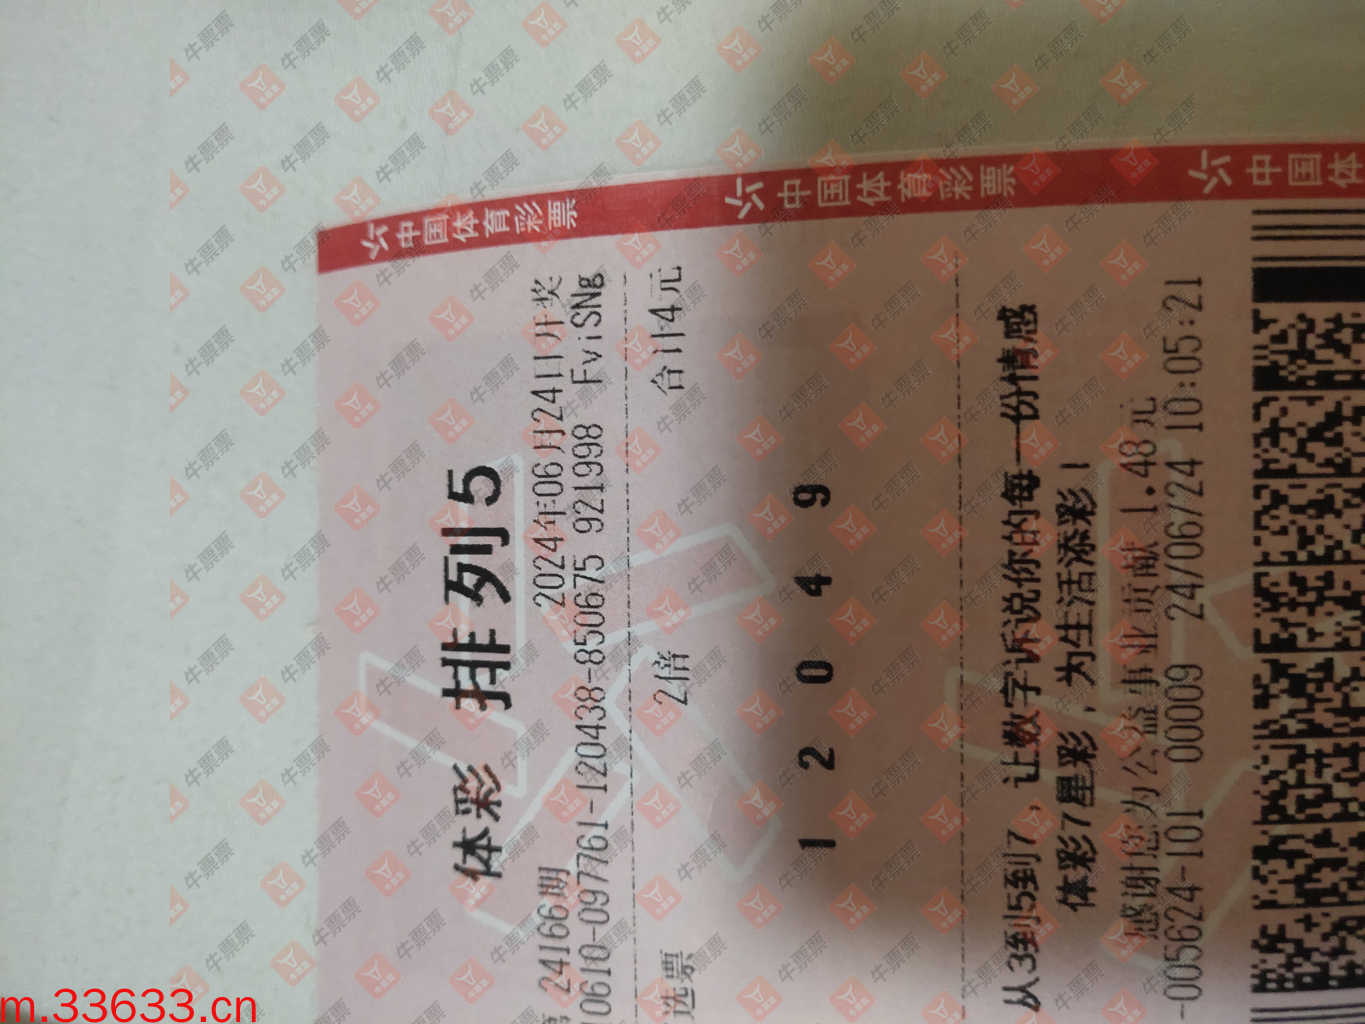 中国体育彩票 中国体育彩票 中国体
体彩 排列5
第 24166期 2024年06月24日开奖
10610-097761-120438-850675 921998 FviSNg
选票 2倍 合计4元
1 2 0 4 9
从3到5到7，让数字诉说你的每一份情感
体彩7星彩，为生活添彩！
感谢您为公益事业贡献 1.48元
-005624-101 000009 24/06/24 10:05:21
牛票票
m.33633.cn